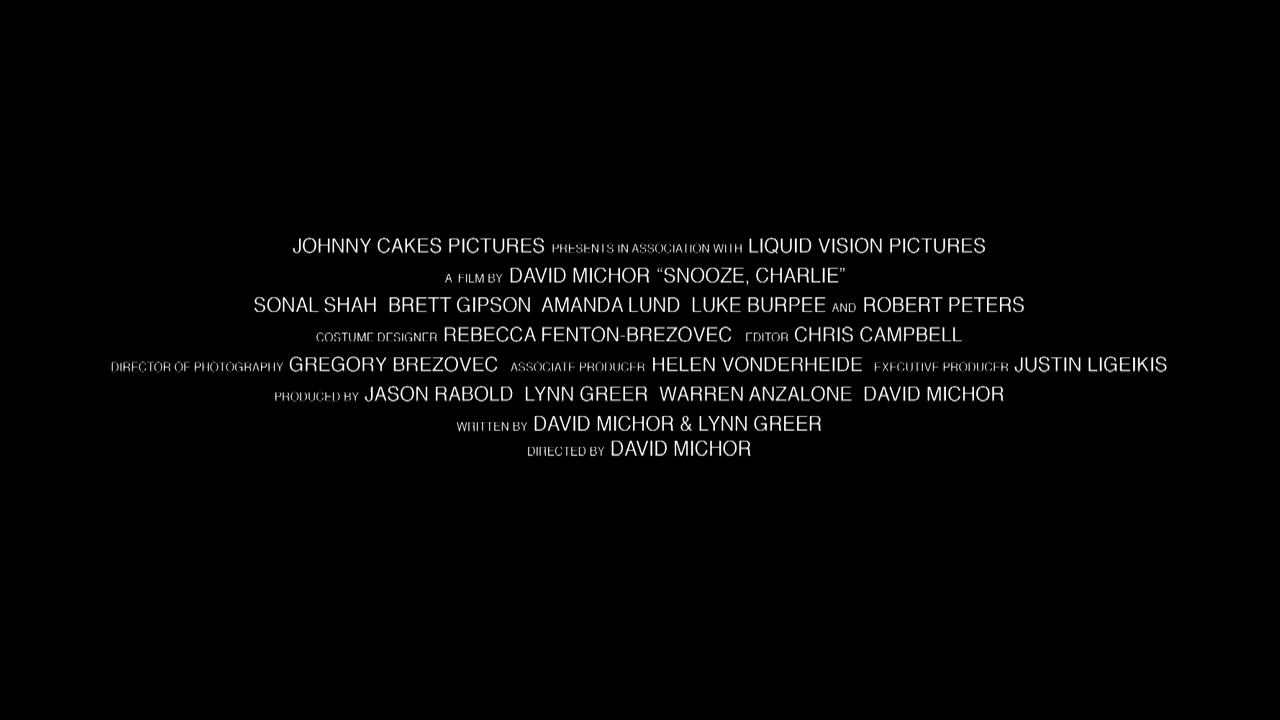 JOHNNY CAKES PICTURES PRESENTS IN ASSOCIATION WITH LIQUID VISION PICTURES
A FILM BY DAVID MICHOR “SNOOZE, CHARLIE”
SONAL SHAH BRETT GIPSON AMANDA LUND LUKE BURPEE AND ROBERT PETERS
COSTUME DESIGNER REBECCA FENTON-BREZOVEC EDITOR CHRIS CAMPBELL
DIRECTOR OF PHOTOGRAPHY GREGORY BREZOVEC ASSOCIATE PRODUCER HELEN VONDERHEIDE EXECUTIVE PRODUCER JUSTIN LIGEIKIS
PRODUCED BY JASON RABOLD LYNN GREER WARREN ANZALONE DAVID MICHOR
WRITTEN BY DAVID MICHOR & LYNN GREER
DIRECTED BY DAVID MICHOR